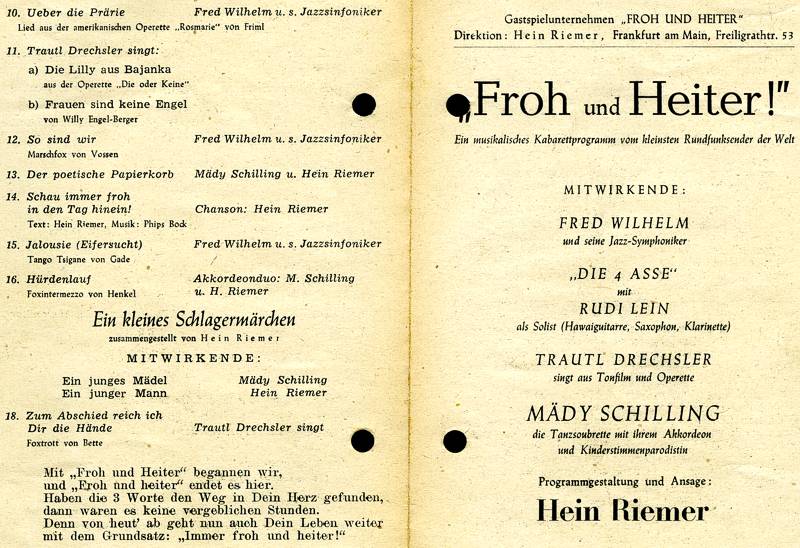 10. Ueber die Prärie Fred Wilhelm u. s. Jazzsinfoniker
Lied aus der amerikanischen Operette „Rosmarie" von Friml
11. Trautl Drechsler singt:
a) Die Lilly aus Bajanka
aus der Operette „Die oder Keine"
b) Frauen sind keine Engel
von Willy Engel-Berger
12. So sind wir Fred Wilhelm u. s. Jazzsinfoniker
Marschfox von Vossen
13. Der poetische Papierkorb Mädy Schilling u. Hein Riemer
14. Schau immer froh
in den Tag hinein! Chanson: Hein Riemer
Text: Hein Riemer, Musik: Phips Bock
15. Jalousie (Eifersucht) Fred Wilhelm u. s. Jazzsinfoniker
Tango Tsigane von Gade
16. Hürdenlauf Akkordeonduo: M. Schilling
Foxintermezzo von Henkel u. H. Riemer
Ein kleines Schlagermärchen
zusammengestellt von Hein Riemer
MITWIRKENDE:
Ein junges Mädel Mädy Schilling
Ein junger Mann Hein Riemer
18. Zum Abschied reich ich
Dir die Hände Trautl Drechsler singt
Foxtrott von Bette
Mit „Froh und Heiter" begannen wir,
und „Froh und heiter" endet es hier.
Haben die 3 Worte den Weg in Dein Herz gefunden,
dann waren es keine vergeblichen Stunden.
Denn von heut' ab geht nun auch Dein Leben weiter
mit dem Grundsatz: „Immer froh und heiter!"
Gastspielunternehmen „FROH UND HEITER"
Direktion: Hein Riemer, Frankfurt am Main, Freiligrathtr. 53
„Froh und Heiter!"
Ein musikalisches Kabarettprogramm vom kleinsten Rundfunksender der Welt
MITWIRKENDE:
FRED WILHELM
und seine Jazz-Symphoniker
„DIE 4 ASSE"
mit
RUDI LEIN
als Solist (Hawaiguitarre, Saxophon, Klarinette)
TRAUTL DRECHSLER
singt aus Tonfilm und Operette
MÄDY SCHILLING
die Tanzsoubrette mit ihrem Akkordeon
und Kinderstimmenparodistin
Programmgestaltung und Ansage:
Hein Riemer